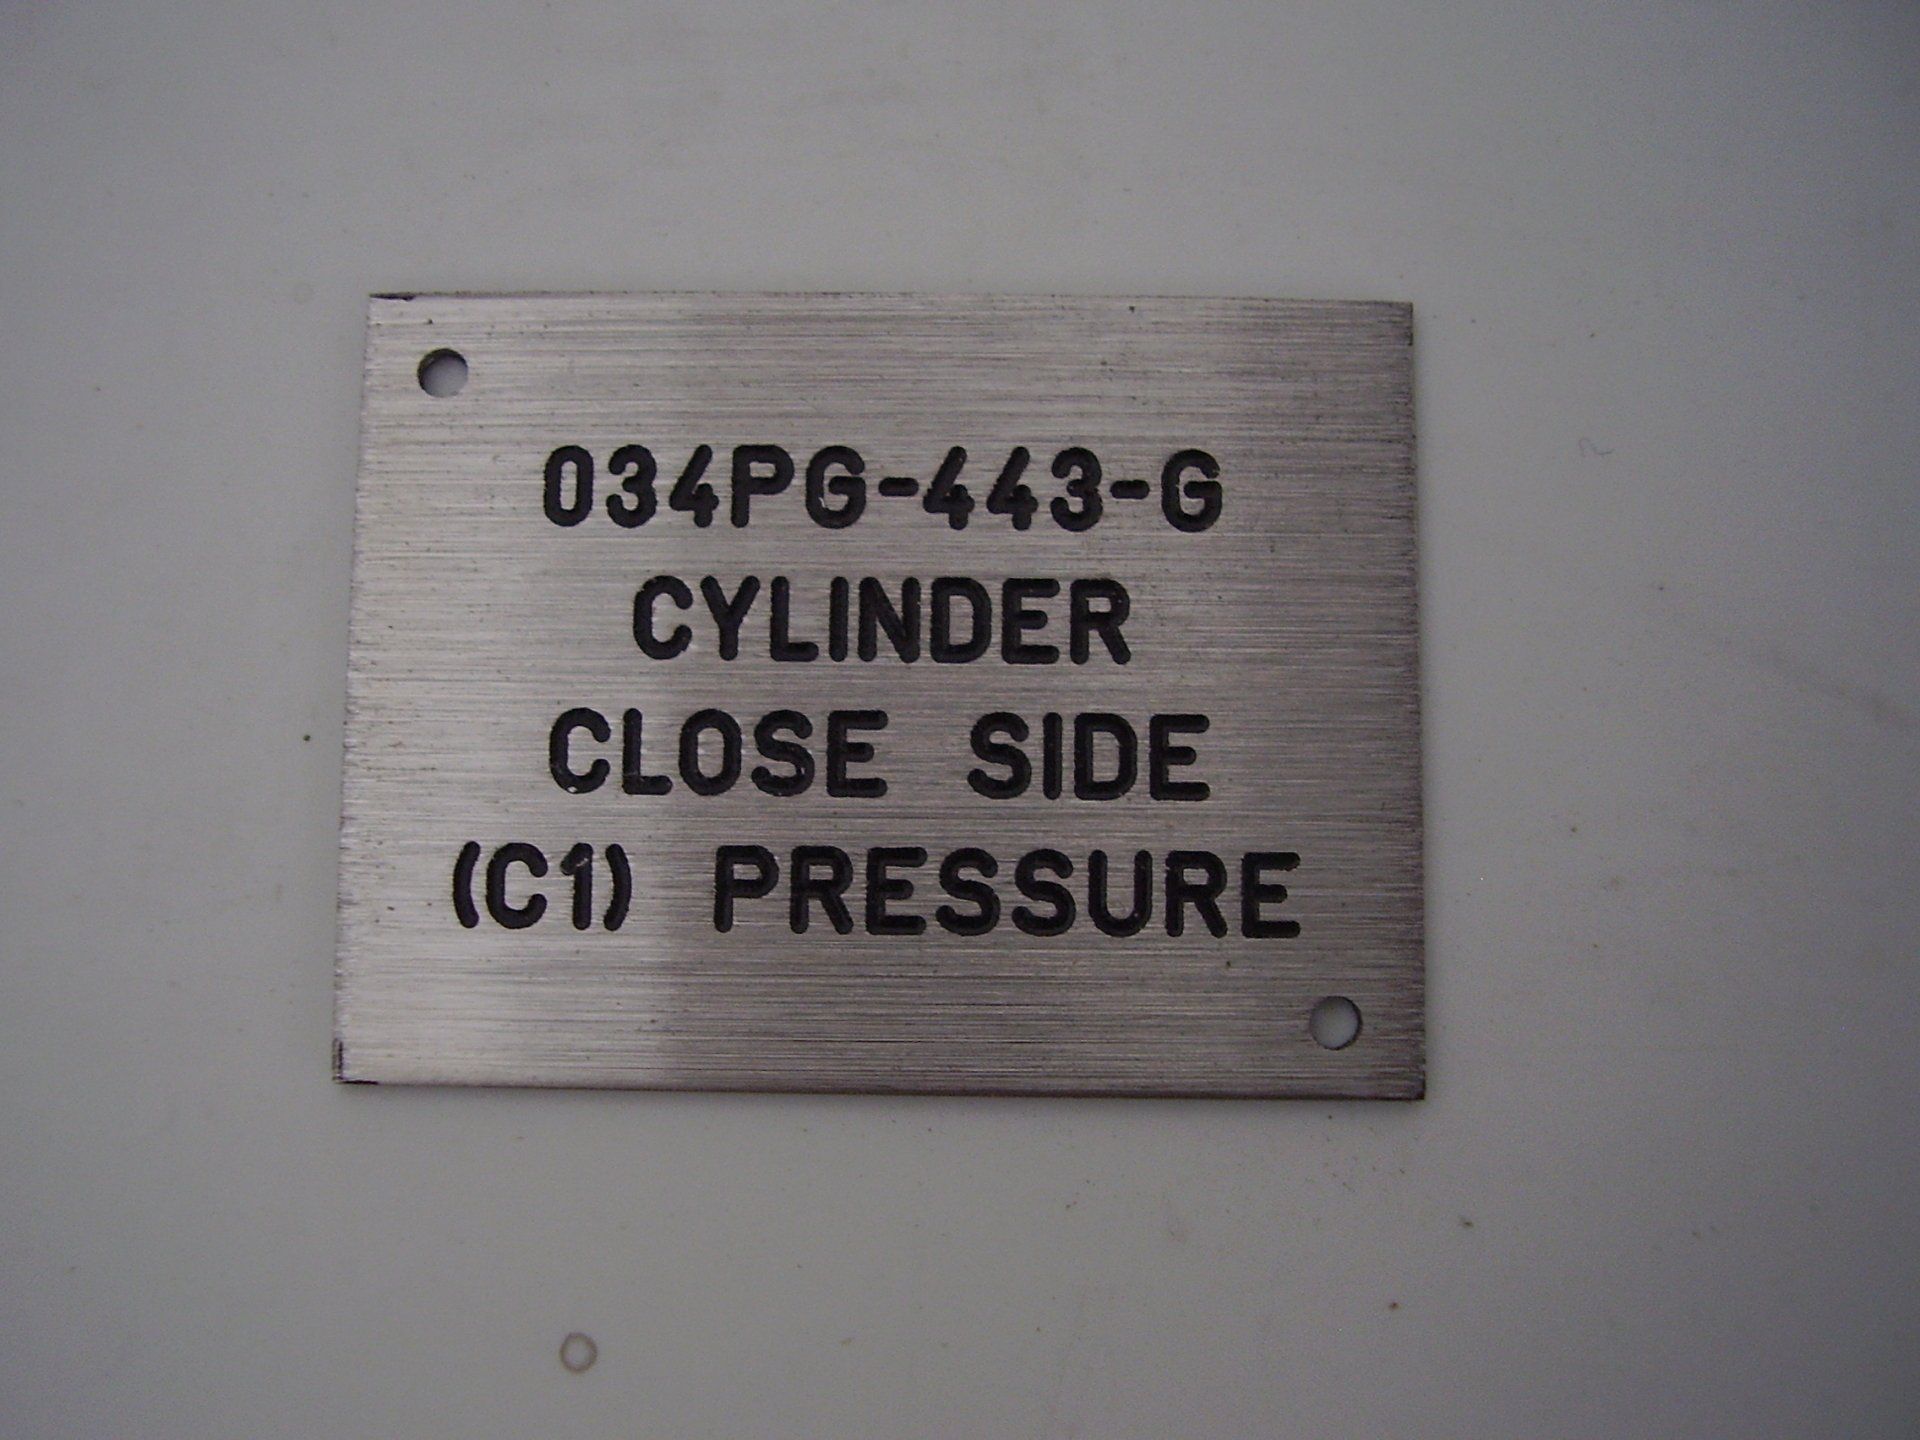 034PG-443-G
CYLINDER
CLOSE SIDE
(C1) PRESSURE